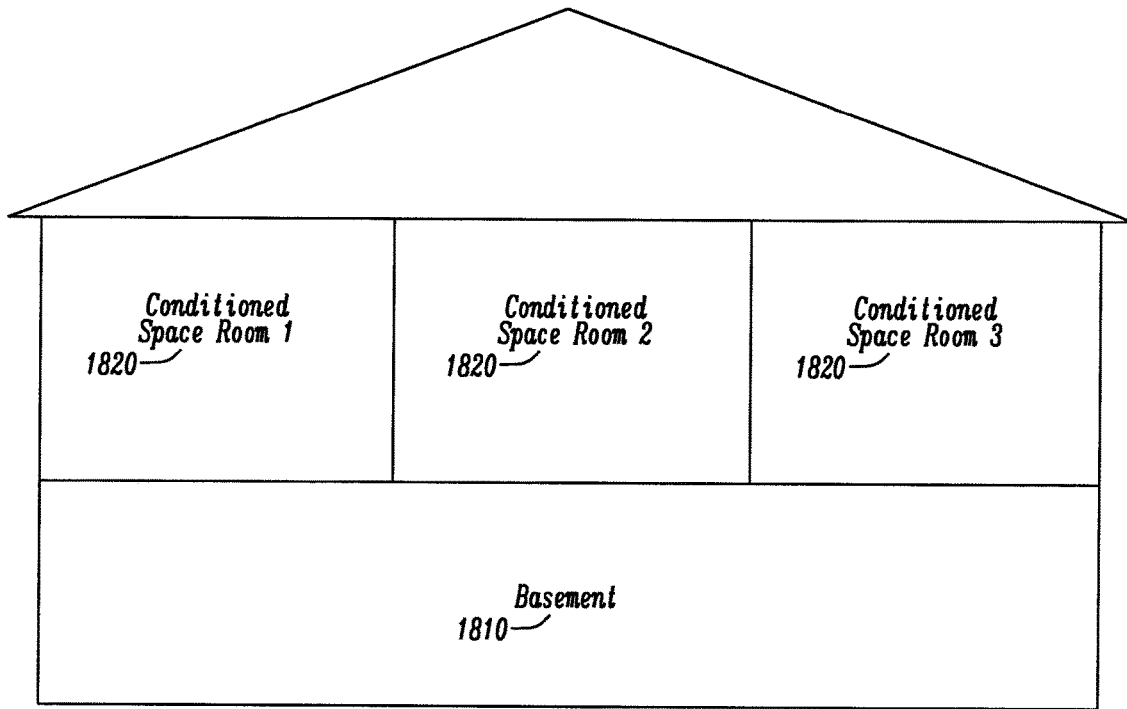 Conditioned
Space Room 1
1820
Conditioned
Space Room 2
1820
Conditioned
Space Room 3
1820
Basement
1810